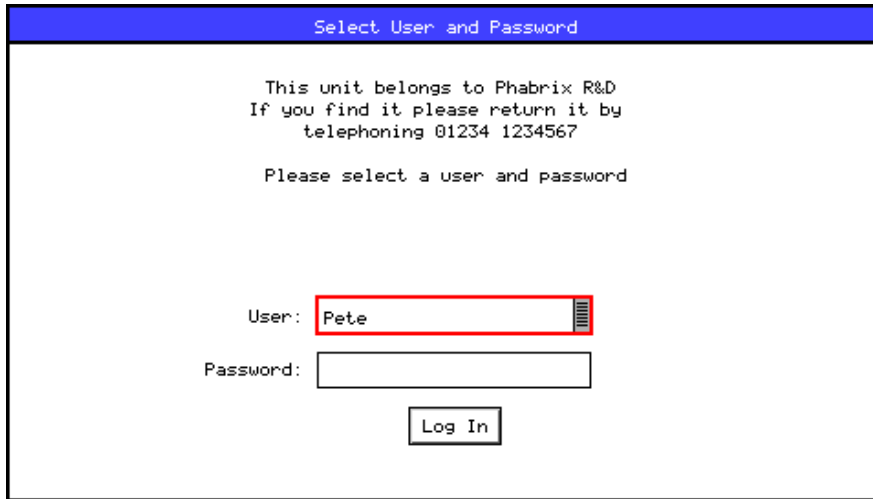 Select User and Password
This unit belongs to Phabrix R&D
If you find it please return it by
telephoning 01234 1234567
Please select a user and password
User: Pete
Password:
Log In